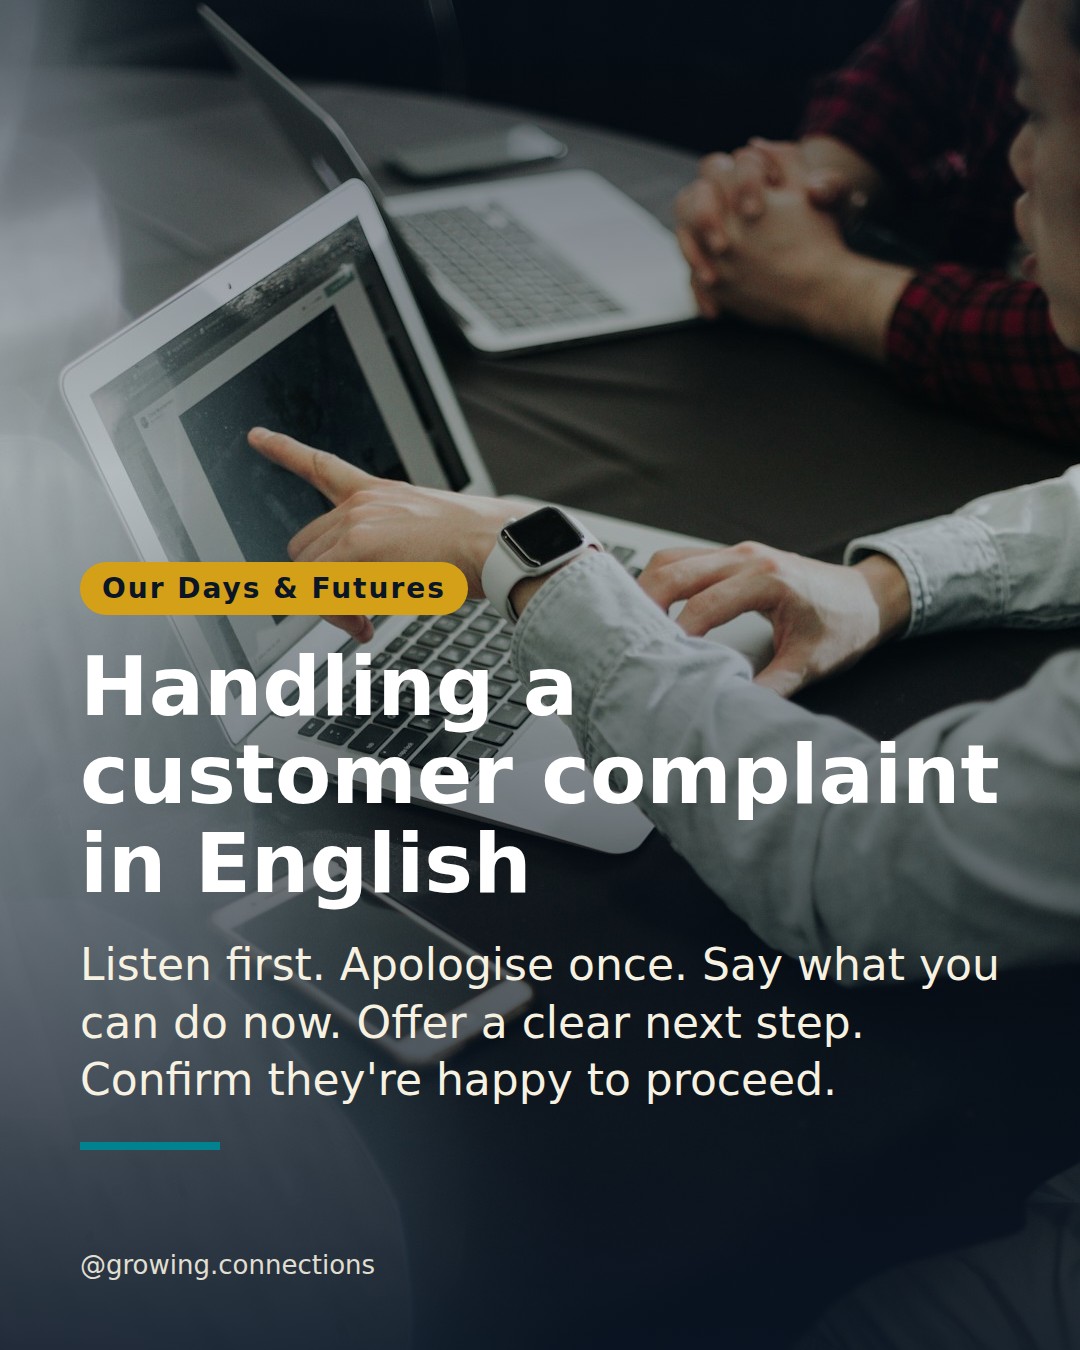 Our Days & Futures
Handling a
customer complaint
in English
Listen first. Apologise once. Say what you
can do now. Offer a clear next step.
Confirm they're happy to proceed.
@growing.connections